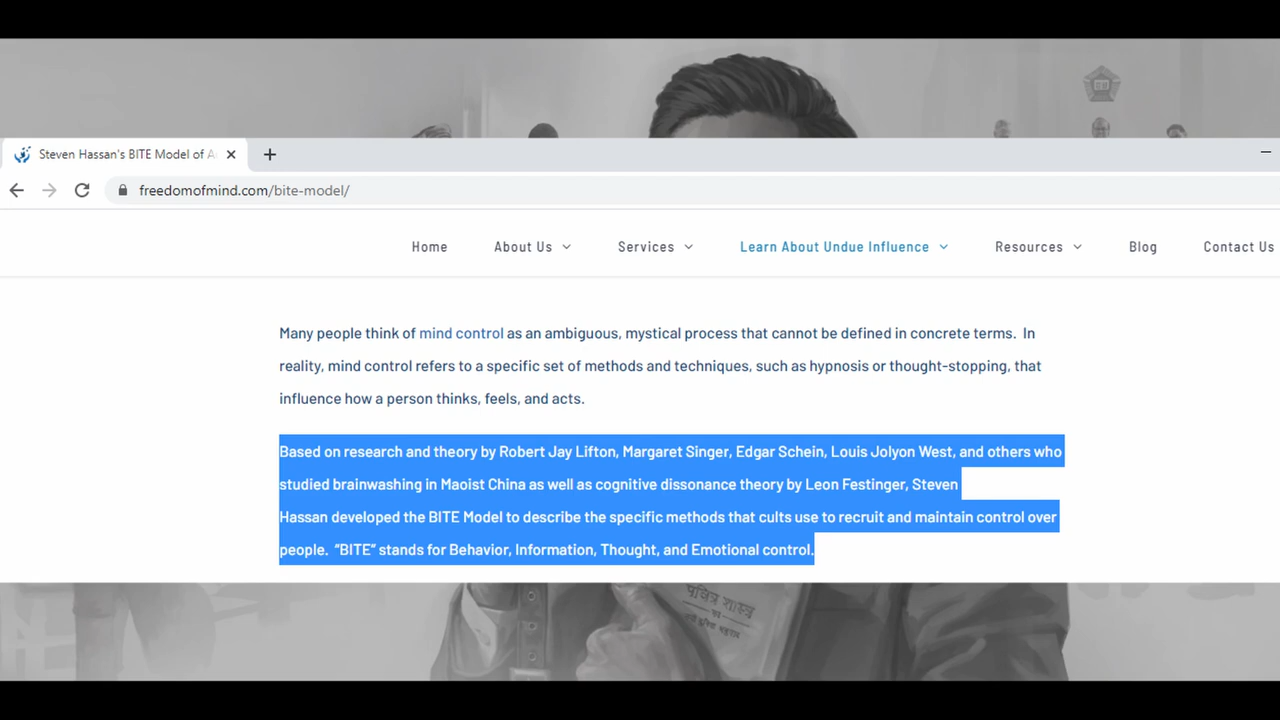 Steven Hassan's BITE Model of A
freedomofmind.com/bite-model/
Home About Us Services Learn About Undue Influence Resources Blog Contact Us
Many people think of mind control as an ambiguous, mystical process that cannot be defined in concrete terms. In
reality, mind control refers to a specific set of methods and techniques, such as hypnosis or thought-stopping, that
influence how a person thinks, feels, and acts.
Based on research and theory by Robert Jay Lifton, Margaret Singer, Edgar Schein, Louis Jolyon West, and others who
studied brainwashing in Maoist China as well as cognitive dissonance theory by Leon Festinger, Steven
Hassan developed the BITE Model to describe the specific methods that cults use to recruit and maintain control over
people. “BITE” stands for Behavior, Information, Thought, and Emotional control.
पवित्र शास्त्र